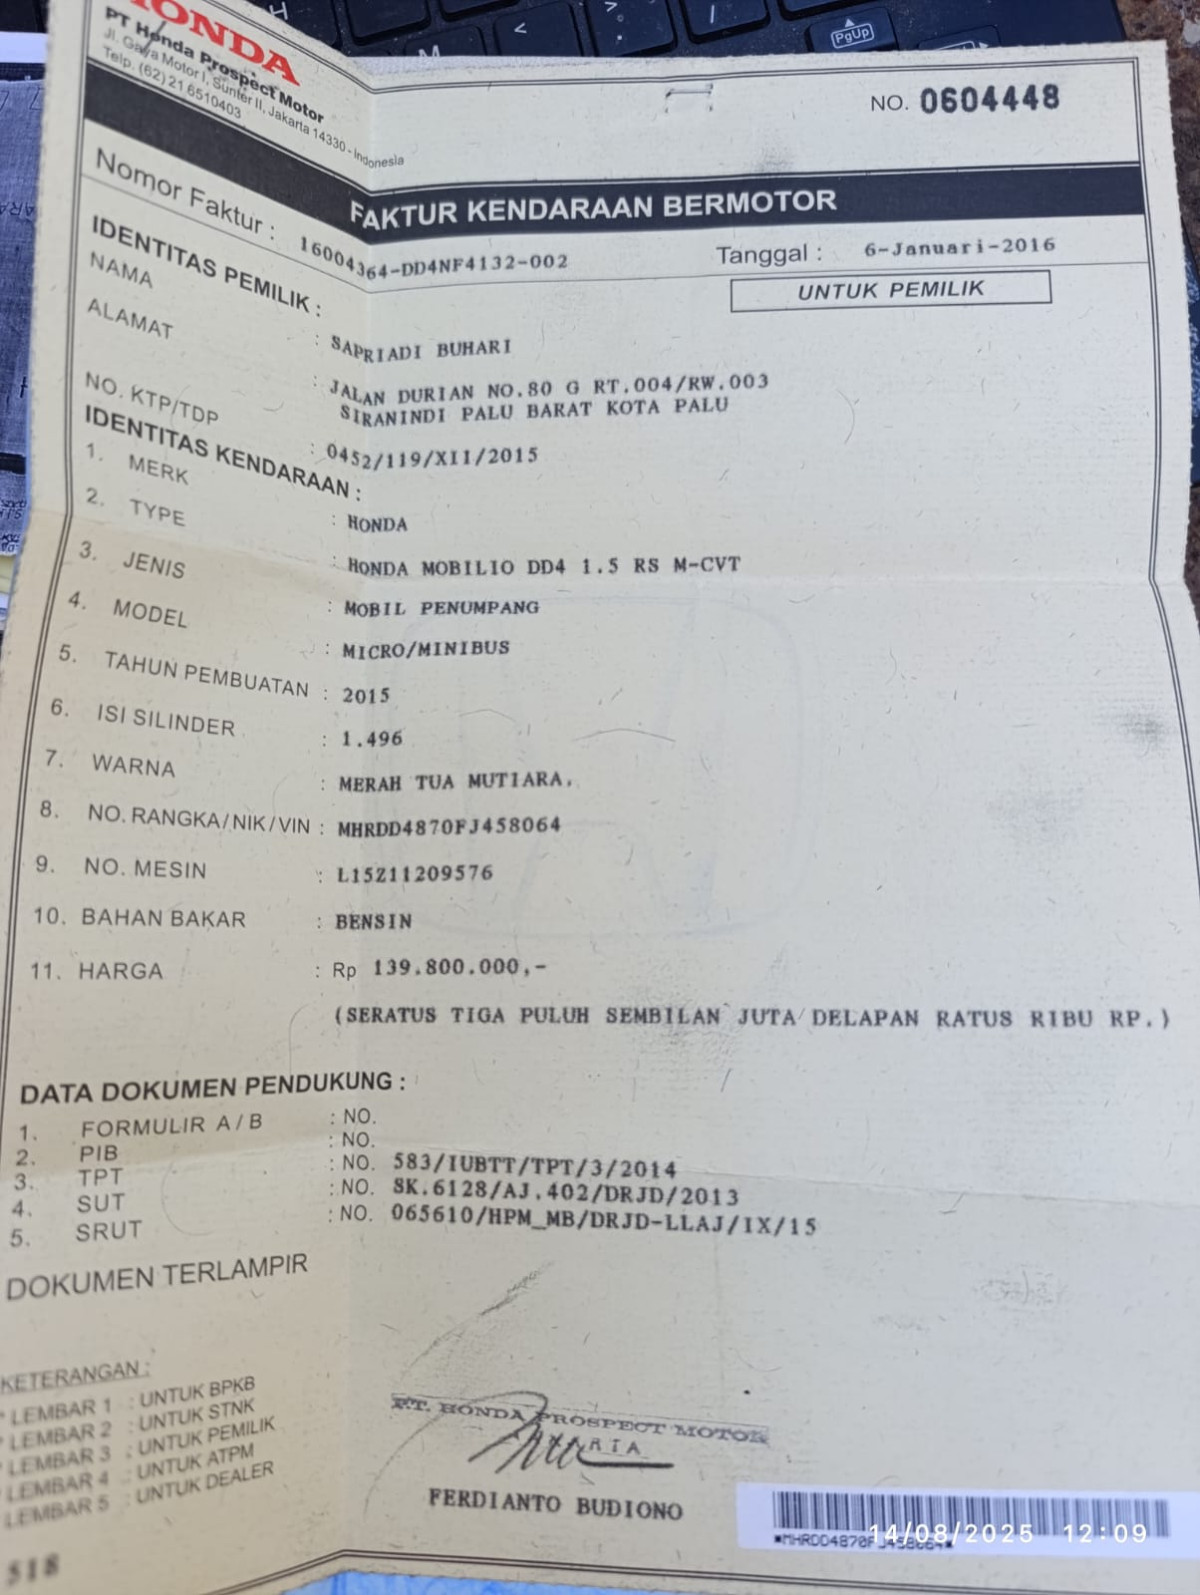 HONDA
PT Honda Prospect Motor
Jl. Gaya Motor I, Sunter II, Jakarta 14330 - Indonesia
Telp. (62) 21 6510403
NO. 0604448
FAKTUR KENDARAAN BERMOTOR
Nomor Faktur : 16004364-DD4NF4132-002
Tanggal : 6-Januari-2016
UNTUK PEMILIK
IDENTITAS PEMILIK :
NAMA : SAPRIADI BUHARI
ALAMAT : JALAN DURIAN NO.80 G RT.004/RW.003
SIRANINDI PALU BARAT KOTA PALU
NO. KTP/TDP : 0452/119/XII/2015
IDENTITAS KENDARAAN :
1. MERK : HONDA
2. TYPE : HONDA MOBILIO DD4 1.5 RS M-CVT
3. JENIS : MOBIL PENUMPANG
4. MODEL : MICRO/MINIBUS
5. TAHUN PEMBUATAN : 2015
6. ISI SILINDER : 1.496
7. WARNA : MERAH TUA MUTIARA.
8. NO. RANGKA/NIK/VIN : MHRDD4870FJ458064
9. NO. MESIN : L15Z11209576
10. BAHAN BAKAR : BENSIN
11. HARGA : Rp 139.800.000,-
(SERATUS TIGA PULUH SEMBILAN JUTA DELAPAN RATUS RIBU RP.)
DATA DOKUMEN PENDUKUNG :
1. FORMULIR A / B : NO.
2. PIB : NO.
3. TPT : NO. 583/IUBTT/TPT/3/2014
4. SUT : NO. SK.6128/AJ.402/DRJD/2013
5. SRUT : NO. 065610/HPM_MB/DRJD-LLAJ/IX/15
DOKUMEN TERLAMPIR
KETERANGAN :
* LEMBAR 1 : UNTUK BPKB
* LEMBAR 2 : UNTUK STNK
* LEMBAR 3 : UNTUK PEMILIK
* LEMBAR 4 : UNTUK ATPM
LEMBAR 5 : UNTUK DEALER
PT. HONDA PROSPECT MOTOR
FERDIANTO BUDIONO
*MHRDD4870FJ458064*
14/08/2025 12:09
518
PgUp